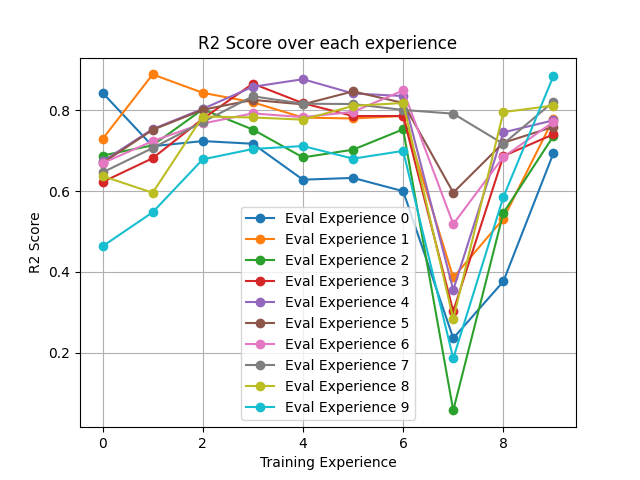 R2 Score over each experience
R2 Score
0.8
0.6
0.4
0.2
Eval Experience 0
Eval Experience 1
Eval Experience 2
Eval Experience 3
Eval Experience 4
Eval Experience 5
Eval Experience 6
Eval Experience 7
Eval Experience 8
Eval Experience 9
0 2 4 6 8
Training Experience